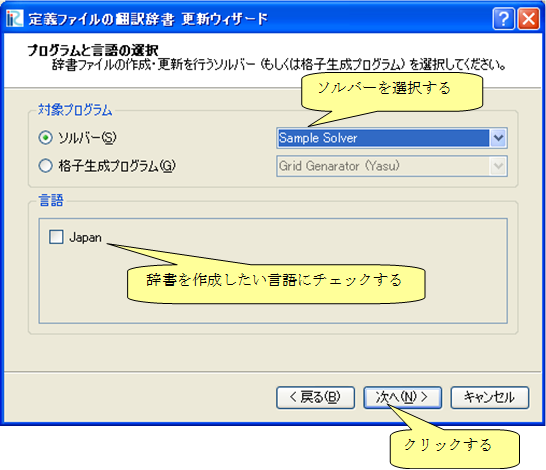 定義ファイルの翻訳辞書 更新ウィザード
プログラムと言語の選択
辞書ファイルの作成・更新を行うソルバー (もしくは格子生成プログラム) を選択してください。
ソルバーを選択する
対象プログラム
ソルバー(S)
Sample Solver
格子生成プログラム(G)
Grid Genarator (Yasu)
言語
Japan
辞書を作成したい言語にチェックする
< 戻る(B)
次へ(N) >
キャンセル
クリックする